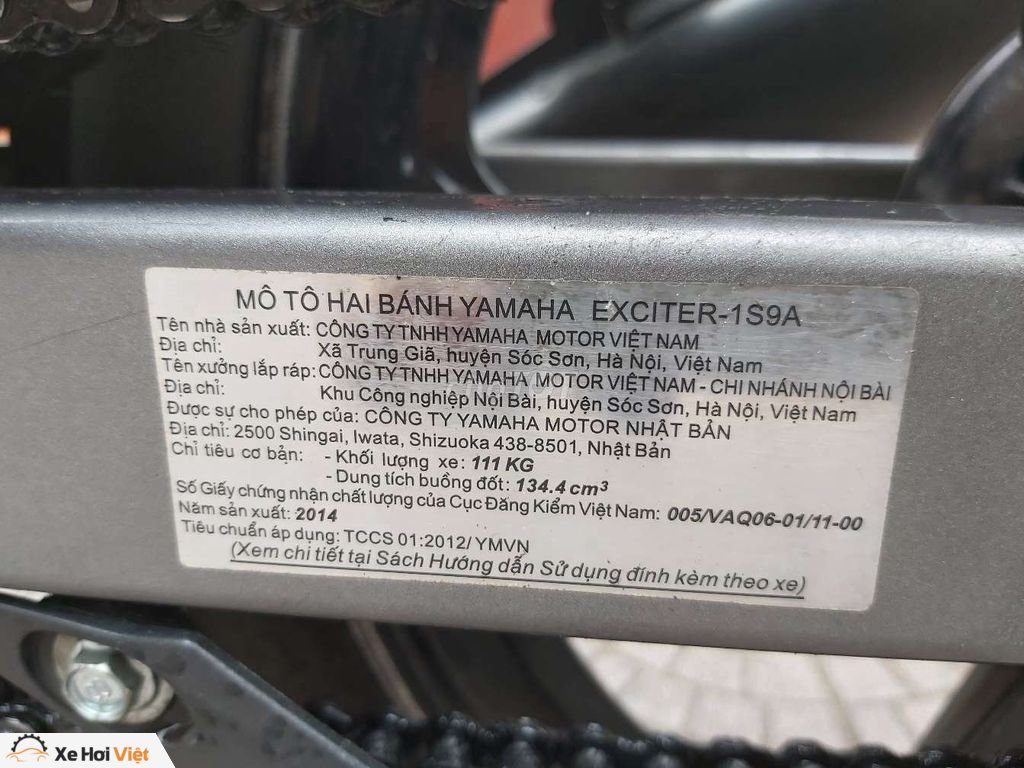 MÔ TÔ HAI BÁNH YAMAHA EXCITER-1S9A
Tên nhà sản xuất: CÔNG TY TNHH YAMAHA MOTOR VIỆT NAM
Địa chỉ: Xã Trung Giã, huyện Sóc Sơn, Hà Nội, Việt Nam
Tên xưởng lắp ráp: CÔNG TY TNHH YAMAHA MOTOR VIỆT NAM - CHI NHÁNH NỘI BÀI
Địa chỉ: Khu Công nghiệp Nội Bài, huyện Sóc Sơn, Hà Nội, Việt Nam
Được sự cho phép của: CÔNG TY YAMAHA MOTOR NHẬT BẢN
Địa chỉ: 2500 Shingai, Iwata, Shizuoka 438-8501, Nhật Bản
Chỉ tiêu cơ bản: - Khối lượng xe: 111 KG
- Dung tích buồng đốt: 134.4 cm³
Số Giấy chứng nhận chất lượng của Cục Đăng Kiểm Việt Nam: 005/VAQ06-01/11-00
Năm sản xuất: 2014
Tiêu chuẩn áp dụng: TCCS 01:2012/ YMVN
(Xem chi tiết tại Sách Hướng dẫn Sử dụng đính kèm theo xe)
Xe Hơi Việt